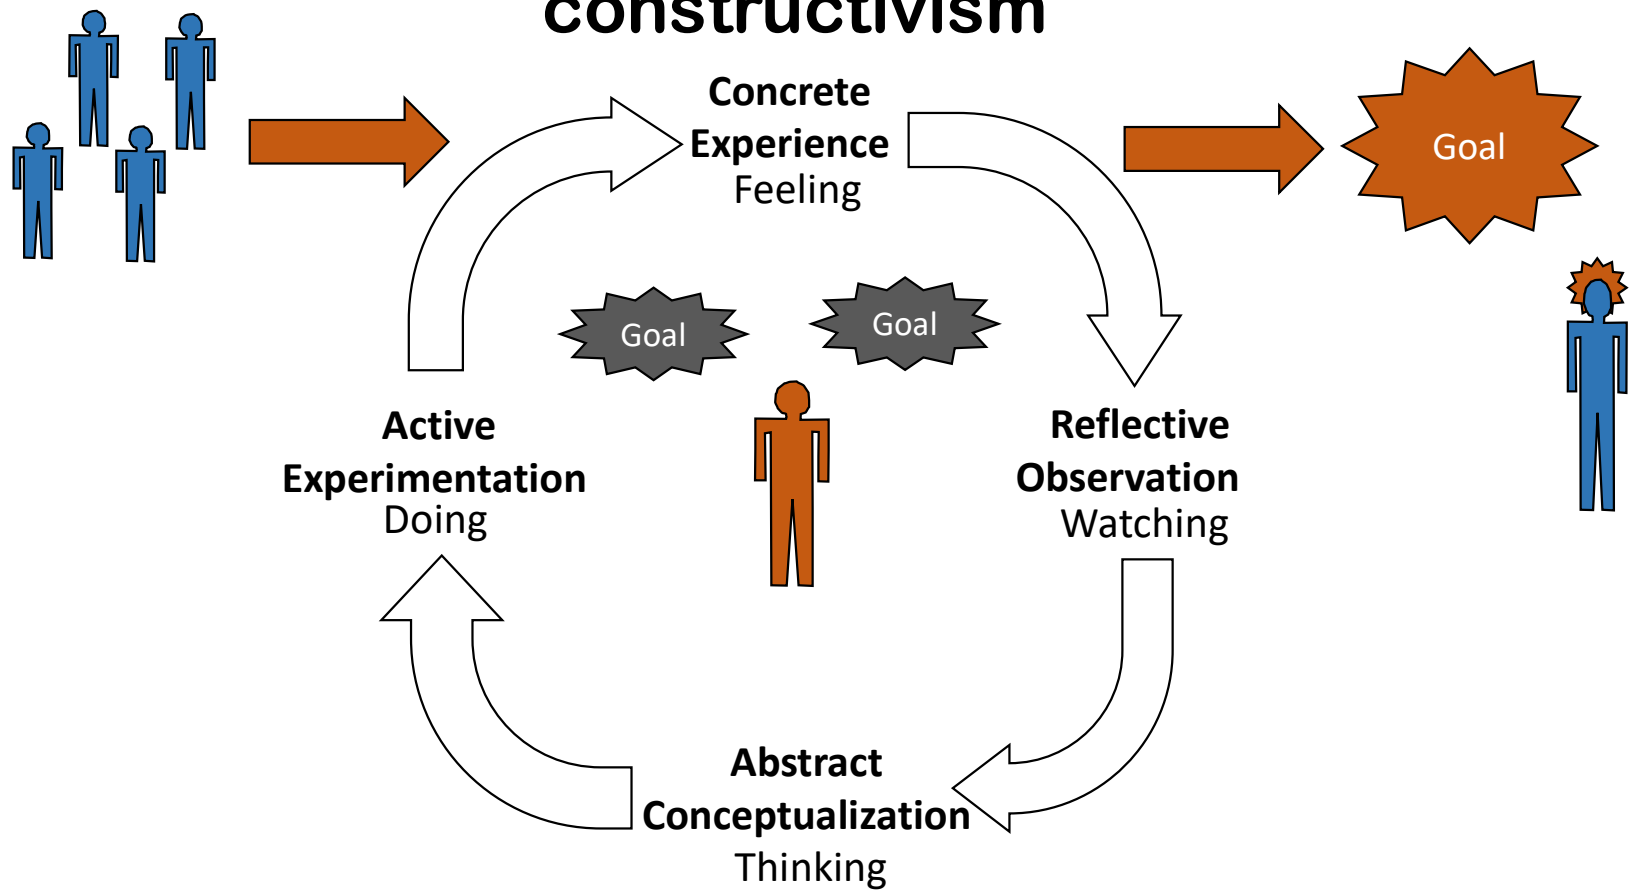 constructivism
Concrete
Experience
Feeling
Goal
Goal
Goal
Active
Experimentation
Doing
Reflective
Observation
Watching
Abstract
Conceptualization
Thinking